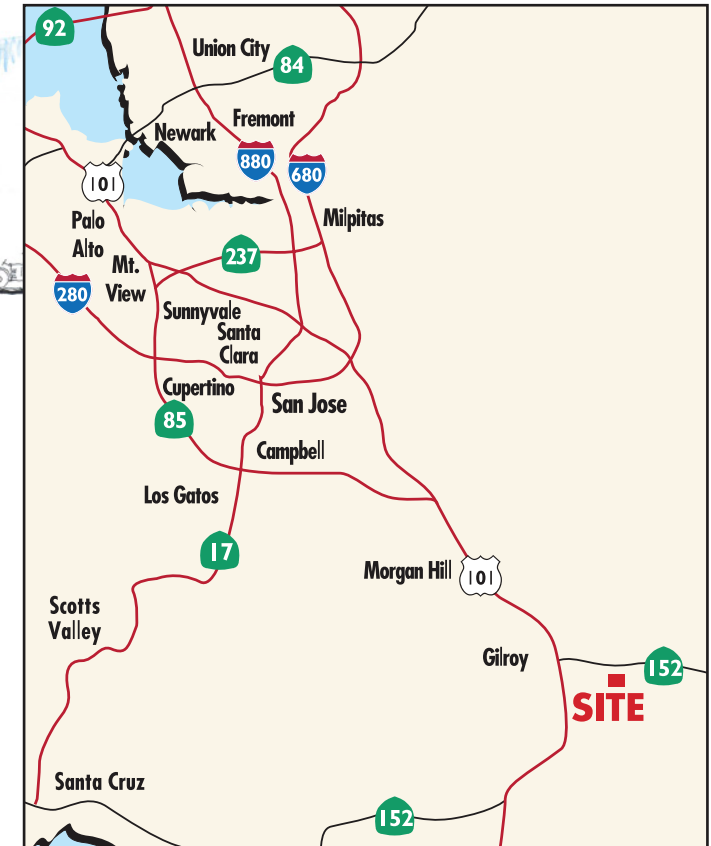 92
Union City
84
Fremont
Newark
880
680
101
Palo
Alto
Milpitas
237
Mt.
View
280
Sunnyvale
Santa
Clara
Cupertino
San Jose
85
Campbell
Los Gatos
17
Morgan Hill
101
Scotts
Valley
Gilroy
152
SITE
Santa Cruz
152